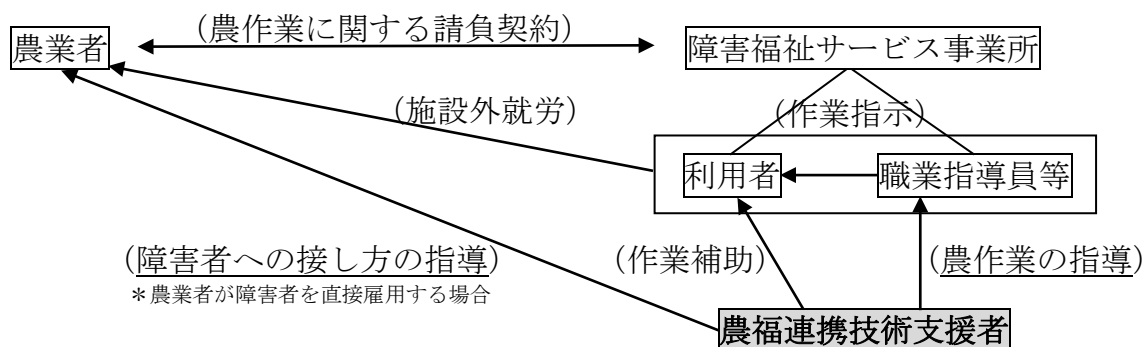 (農作業に関する請負契約)
農業者
障害福祉サービス事業所
(施設外就労)
(作業指示)
利用者
職業指導員等
(障害者への接し方の指導)
(作業補助)
(農作業の指導)
＊農業者が障害者を直接雇用する場合
農福連携技術支援者